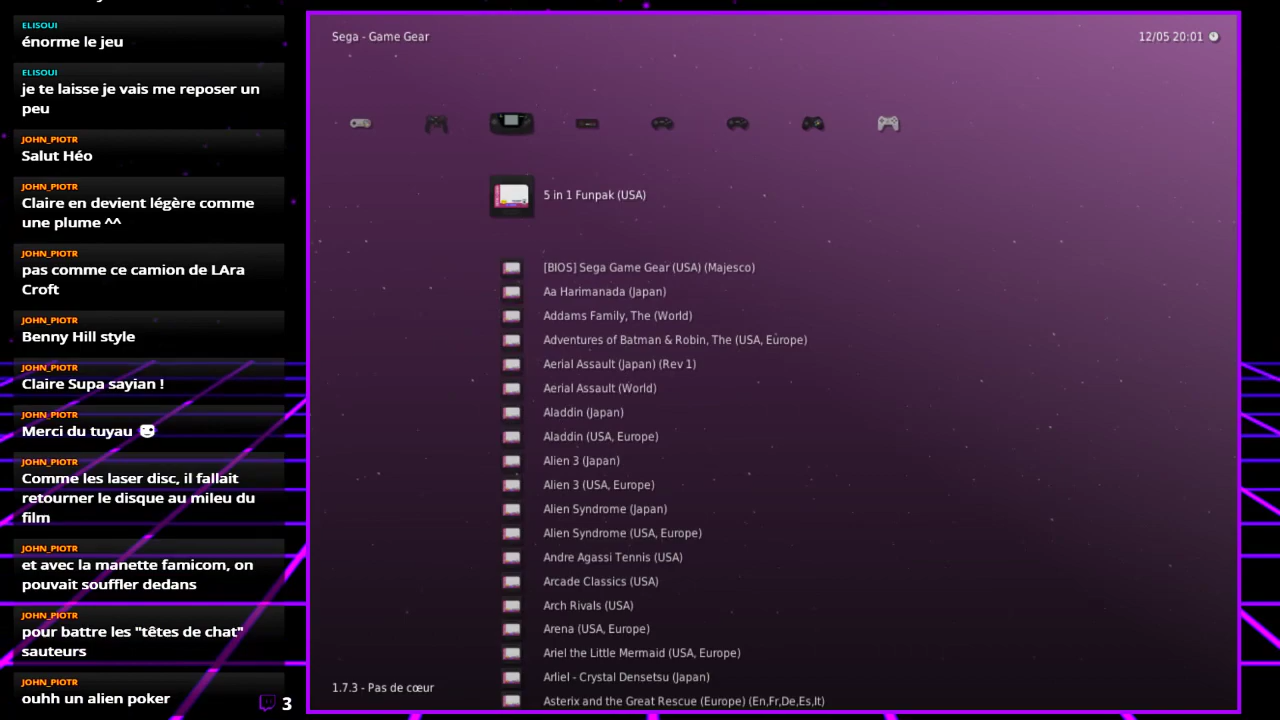 ELISOUI
énorme le jeu
ELISOUI
je te laisse je vais me reposer un
peu
JOHN_PIOTR
Salut Héo
JOHN_PIOTR
Claire en devient légère comme
une plume ^^
JOHN_PIOTR
pas comme ce camion de LAra
Croft
JOHN_PIOTR
Benny Hill style
JOHN_PIOTR
Claire Supa sayian !
JOHN_PIOTR
Merci du tuyau
JOHN_PIOTR
Comme les laser disc, il fallait
retourner le disque au mileu du
film
JOHN_PIOTR
et avec la manette famicom, on
pouvait souffler dedans
JOHN_PIOTR
pour battre les "têtes de chat"
sauteurs
JOHN_PIOTR
ouhh un alien poker
3
Sega - Game Gear
12/05 20:01
5 in 1 Funpak (USA)
[BIOS] Sega Game Gear (USA) (Majesco)
Aa Harimanada (Japan)
Addams Family, The (World)
Adventures of Batman & Robin, The (USA, Europe)
Aerial Assault (Japan) (Rev 1)
Aerial Assault (World)
Aladdin (Japan)
Aladdin (USA, Europe)
Alien 3 (Japan)
Alien 3 (USA, Europe)
Alien Syndrome (Japan)
Alien Syndrome (USA, Europe)
Andre Agassi Tennis (USA)
Arcade Classics (USA)
Arch Rivals (USA)
Arena (USA, Europe)
Ariel the Little Mermaid (USA, Europe)
Arliel - Crystal Densetsu (Japan)
Asterix and the Great Rescue (Europe) (En,Fr,De,Es,It)
1.7.3 - Pas de cœur